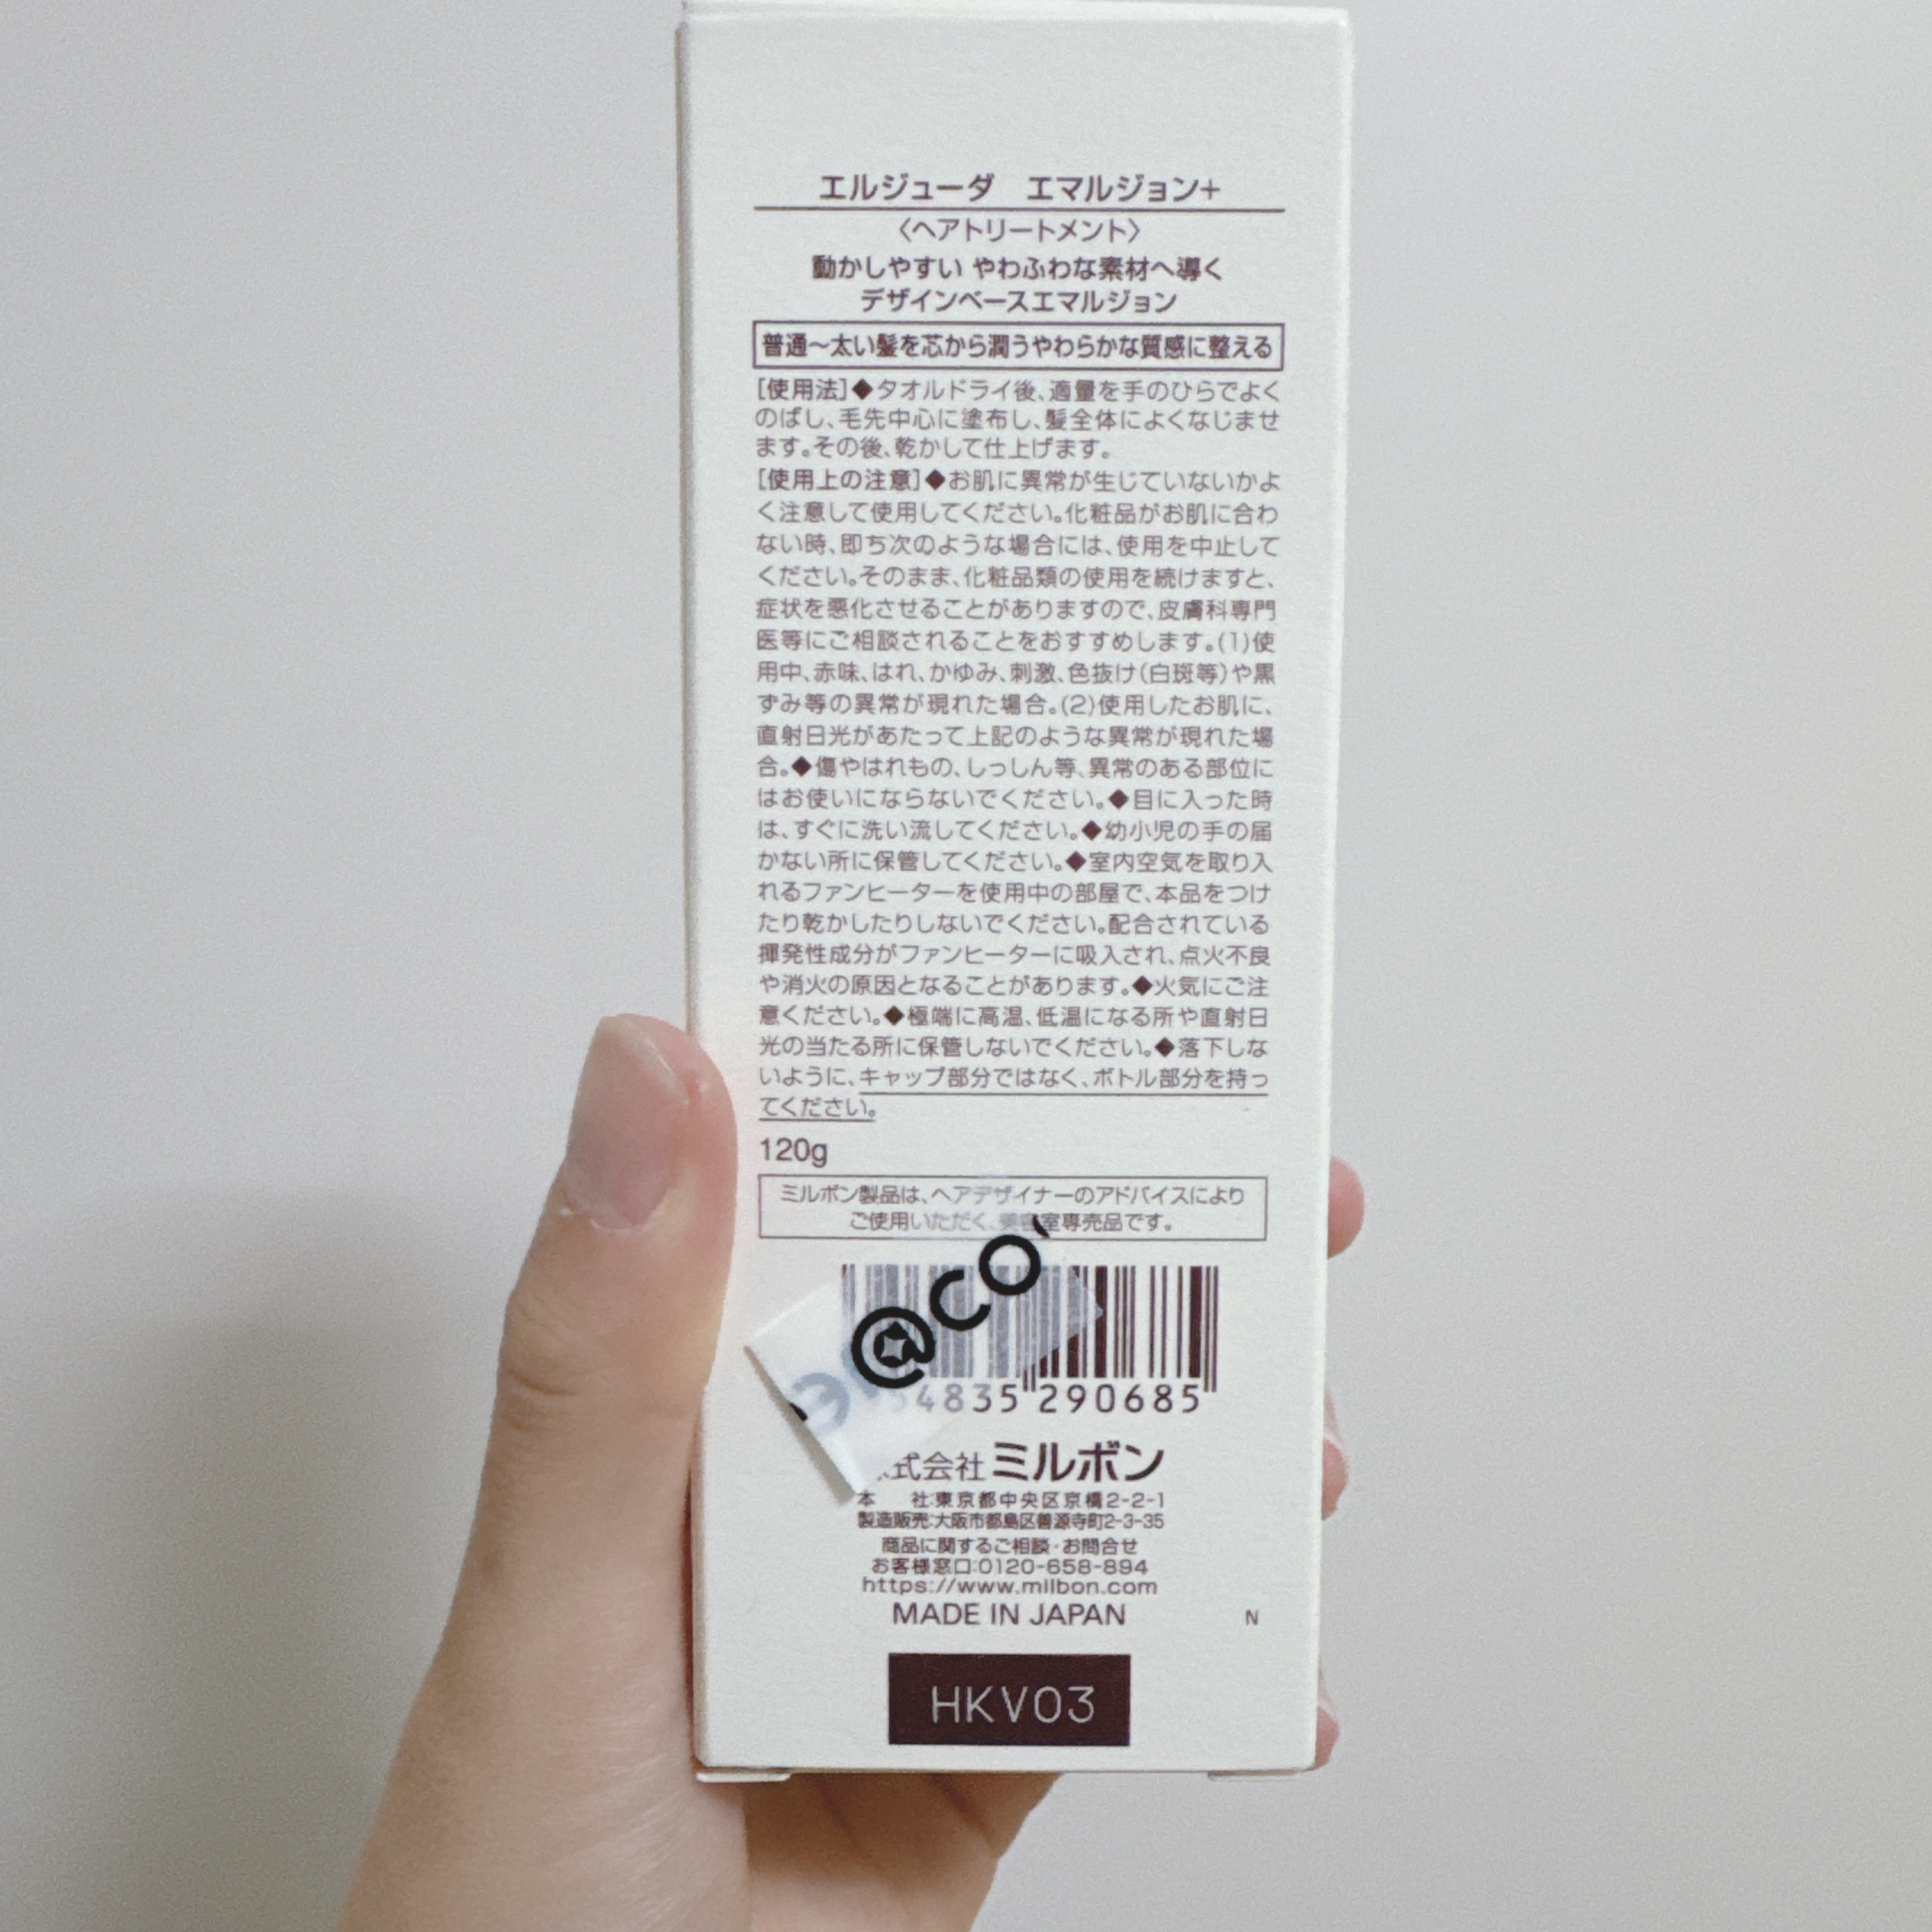 エルジューダ　エマルジョン+
〈ヘアトリートメント〉
動かしやすい やわふわな素材へ導く
デザインベースエマルジョン
普通～太い髪を芯から潤うやわらかな質感に整える
[使用法]◆タオルドライ後、適量を手のひらでよく
のばし、毛先中心に塗布し、髪全体によくなじませ
ます。その後、乾かして仕上げます。
[使用上の注意]◆お肌に異常が生じていないかよ
く注意して使用してください。化粧品がお肌に合わ
ない時、即ち次のような場合には、使用を中止して
ください。そのまま、化粧品類の使用を続けますと、
症状を悪化させることがありますので、皮膚科専門
医等にご相談されることをおすすめします。(1)使
用中、赤味、はれ、かゆみ、刺激、色抜け(白斑等)や黒
ずみ等の異常が現れた場合。(2)使用したお肌に、
直射日光があたって上記のような異常が現れた場
合。◆傷やはれもの、しっしん等、異常のある部位に
はお使いにならないでください。◆目に入った時
は、すぐに洗い流してください。◆幼小児の手の届
かない所に保管してください。◆室内空気を取り入
れるファンヒーターを使用中の部屋で、本品をつけ
たり乾かしたりしないでください。配合されている
揮発性成分がファンヒーターに吸入され、点火不良
や消火の原因となることがあります。◆火気にご注
意ください。◆極端に高温、低温になる所や直射日
光の当たる所に保管しないでください。◆落下しな
いように、キャップ部分ではなく、ボトル部分を持っ
てください。
120g
ミルボン製品は、ヘアデザイナーのアドバイスにより
ご使用いただく、美容室専売品です。
@CO
4835 290685
式会社 ミルボン
本　社:東京都中央区京橋2-2-1
製造販売:大阪市都島区善源寺町2-3-35
商品に関するご相談・お問合せ
お客様窓口:0120-658-894
https://www.milbon.com
MADE IN JAPAN
N
HKV03